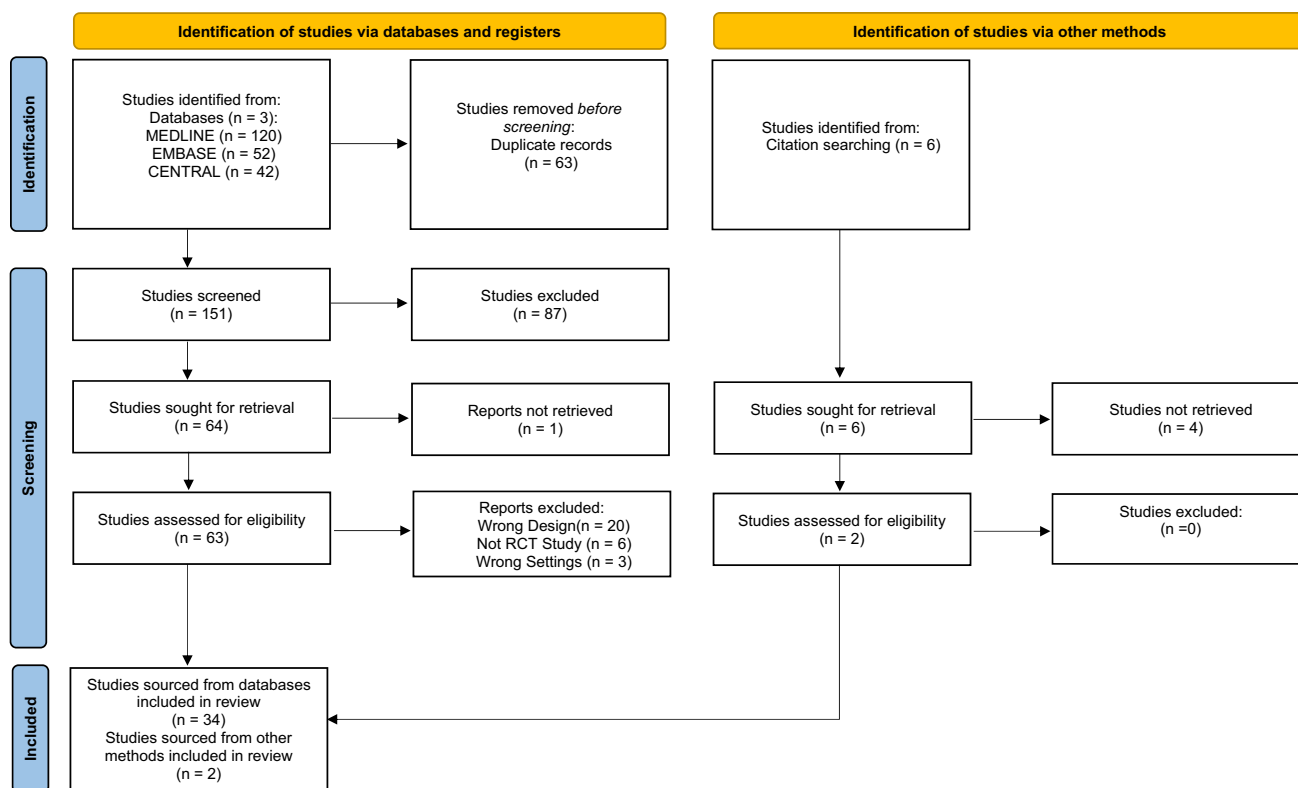 Identification of studies via databases and registers
Identification of studies via other methods
Identification
Studies identified from:
Databases (n = 3):
MEDLINE (n = 120)
EMBASE (n = 52)
CENTRAL (n = 42)
Studies removed before
screening:
Duplicate records
(n = 63)
Studies identified from:
Citation searching (n = 6)
Screening
Studies screened
(n = 151)
Studies excluded
(n = 87)
Studies sought for retrieval
(n = 64)
Reports not retrieved
(n = 1)
Studies sought for retrieval
(n = 6)
Studies not retrieved
(n = 4)
Studies assessed for eligibility
(n = 63)
Reports excluded:
Wrong Design(n = 20)
Not RCT Study (n = 6)
Wrong Settings (n = 3)
Studies assessed for eligibility
(n = 2)
Studies excluded:
(n =0)
Included
Studies sourced from databases
included in review
(n = 34)
Studies sourced from other
methods included in review
(n = 2)